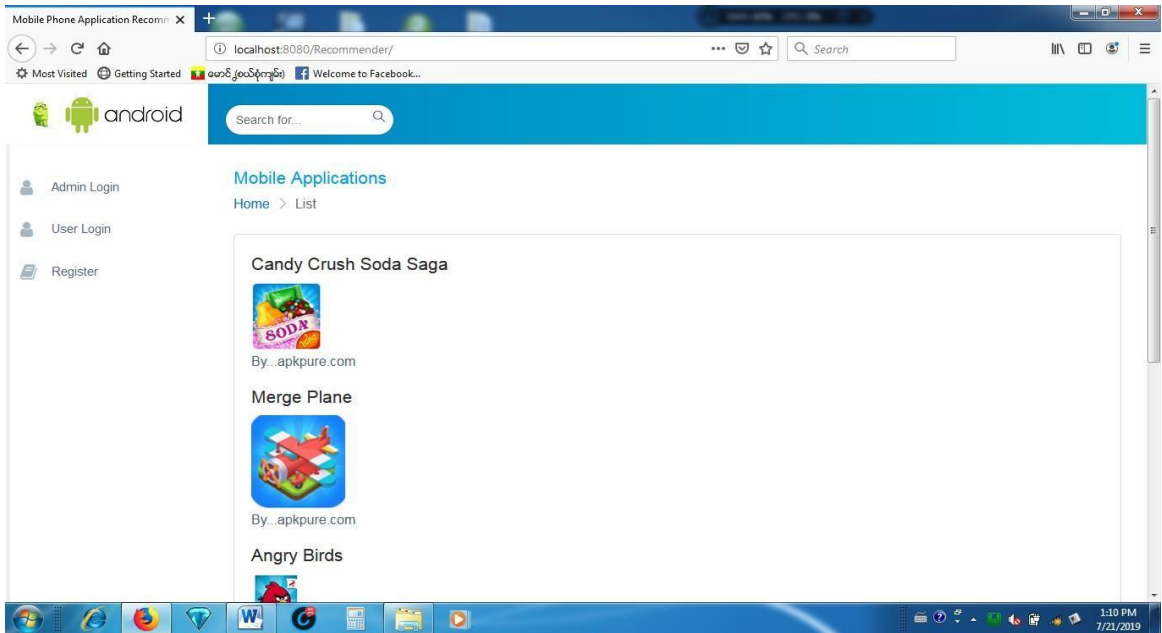 Mobile Phone Application Recomm
localhost:8080/Recommender/
Search
Most Visited
Getting Started
Welcome to Facebook...
android
Search for...
Admin Login
User Login
Register
Mobile Applications
Home > List
Candy Crush Soda Saga
SODA
By...apkpure.com
Merge Plane
By...apkpure.com
Angry Birds
1:10 PM
7/21/2019